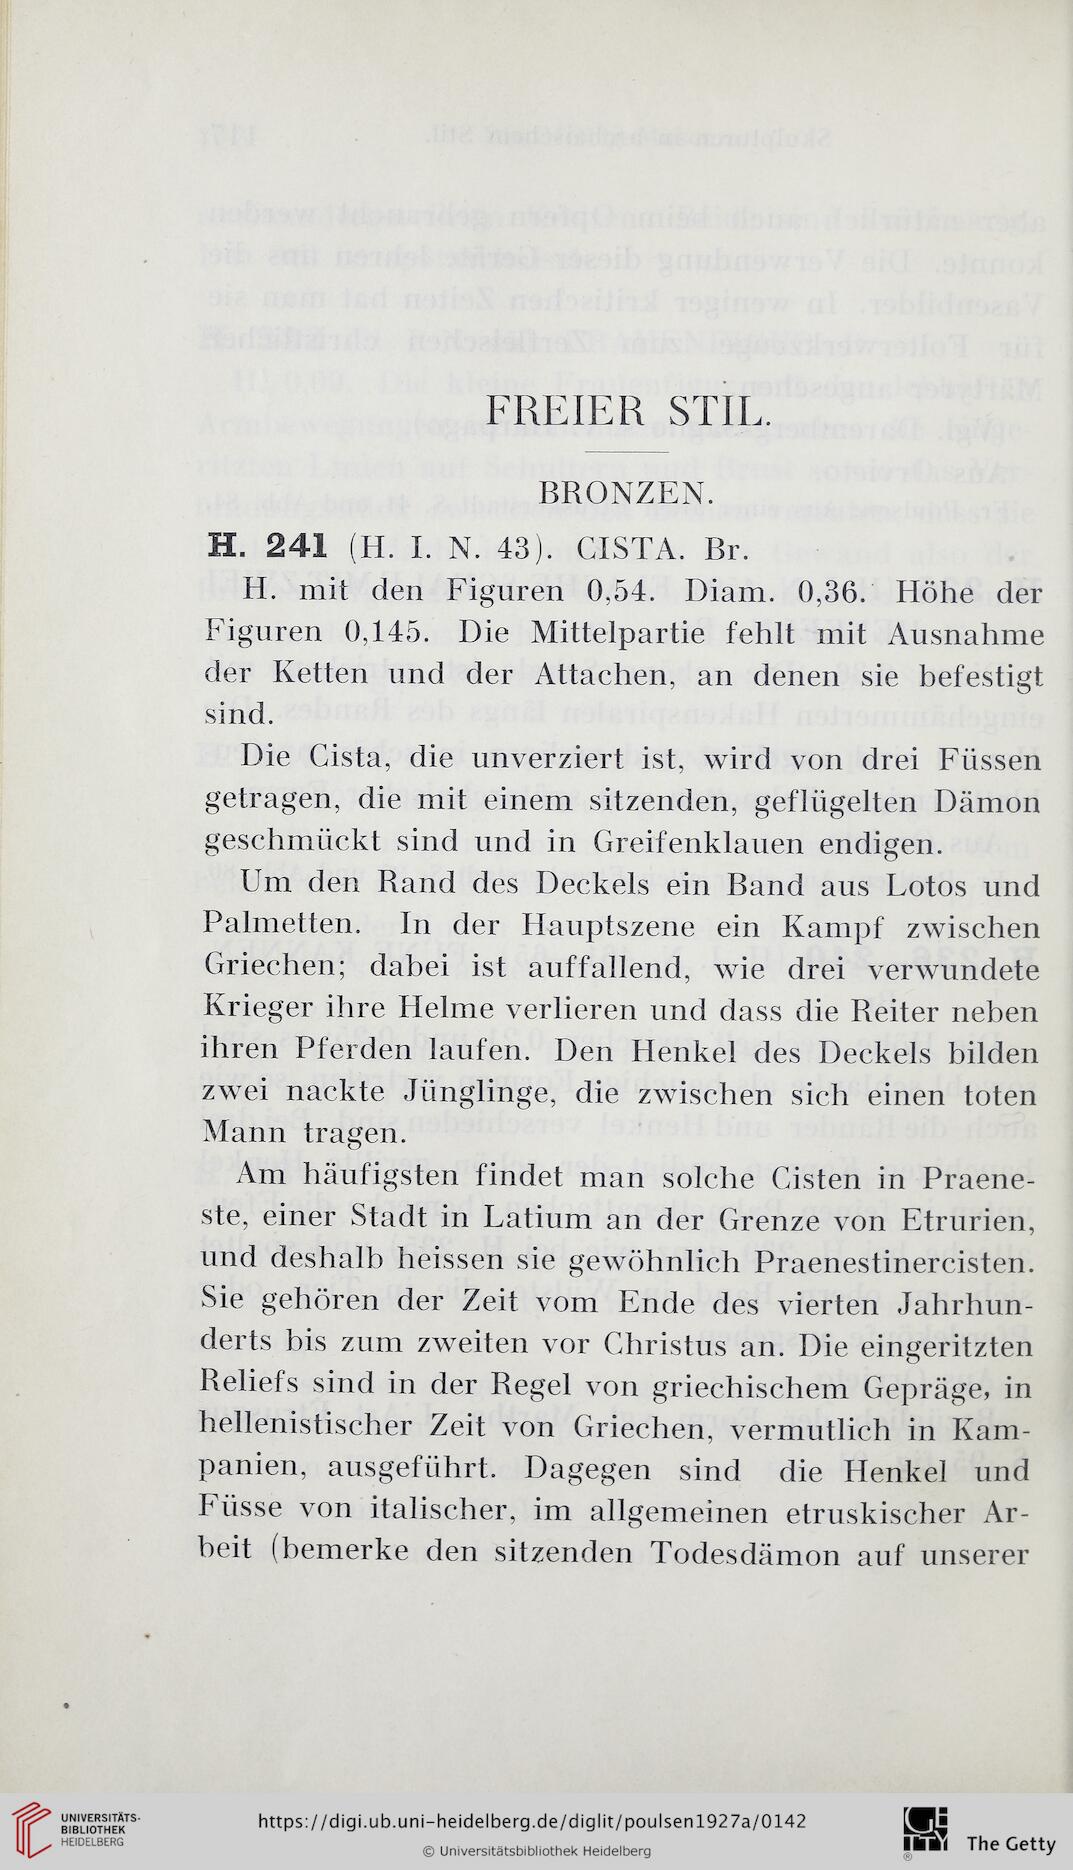 FREIER STIL.
BRONZEN.
H. 241 (H. I. N. 43). CISTA. Br.
H. mit den Figuren 0,54. Diam. 0,36. Höhe der
Figuren 0,145. Die Mittelpartie fehlt mit Ausnahme
der Ketten und der Attachen, an denen sie befestigt
sind.
Die Cista, die unverziert ist, wird von drei Füssen
getragen, die mit einem sitzenden, geflügelten Dämon
geschmückt sind und in Greifenklauen endigen.
Um den Rand des Deckels ein Band aus Lotos und
Palmetten. In der Hauptszene ein Kampf zwischen
Griechen; dabei ist auffallend, wie drei verwundete
Krieger ihre Helme verlieren und dass die Reiter neben
ihren Pferden laufen. Den Henkel des Deckels bilden
zwei nackte Jünglinge, die zwischen sich einen toten
Mann tragen.
Am häufigsten findet man solche Cisten in Praene-
ste, einer Stadt in Latium an der Grenze von Etrurien,
und deshalb heissen sie gewöhnlich Praenestinercisten.
Sie gehören der Zeit vom Ende des vierten Jahrhun-
derts bis zum zweiten vor Christus an. Die eingeritzten
Reliefs sind in der Regel von griechischem Gepräge, in
hellenistischer Zeit von Griechen, vermutlich in Kam-
panien, ausgeführt. Dagegen sind die Henkel und
Füsse von italischer, im allgemeinen etruskischer Ar-
beit (bemerke den sitzenden Todesdämon auf unserer
UNIVERSITÄTS-
BIBLIOTHEK
HEIDELBERG
https://digi.ub.uni-heidelberg.de/diglit/poulsen1927a/0142
© Universitätsbibliothek Heidelberg
GETTY
®
The Getty